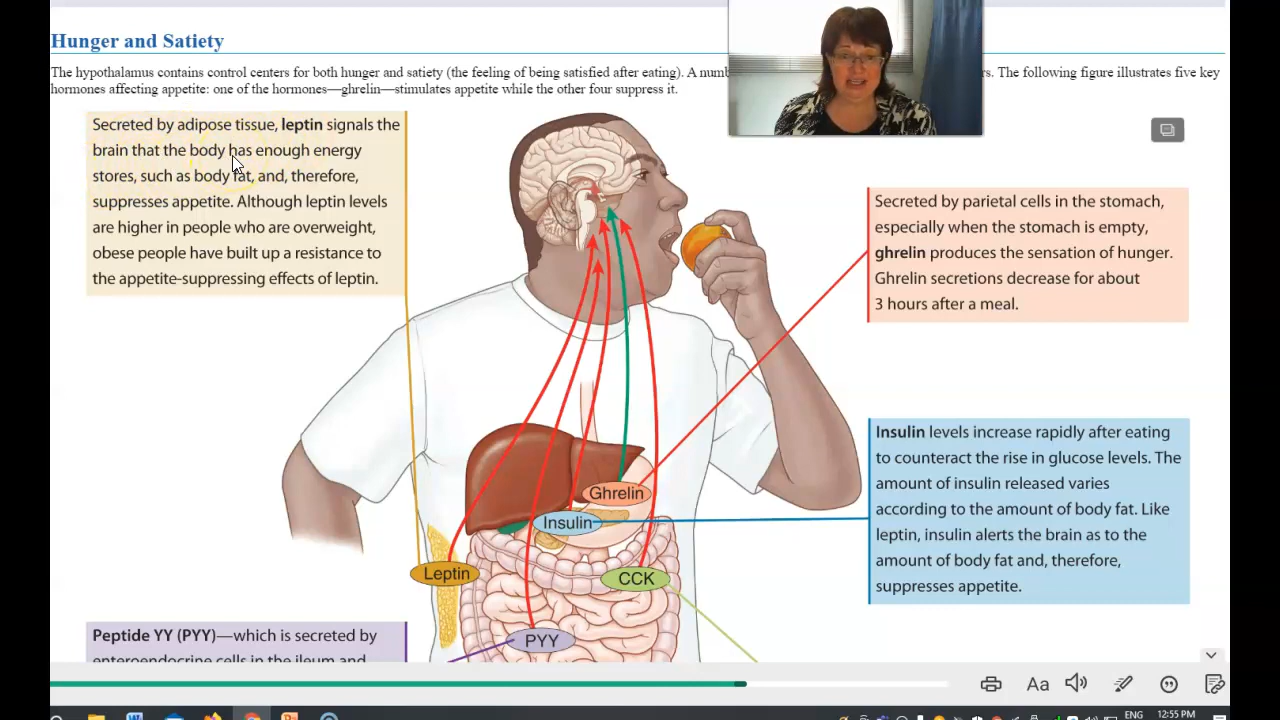 Hunger and Satiety
The hypothalamus contains control centers for both hunger and satiety (the feeling of being satisfied after eating). A numb
rs. The following figure illustrates five key
hormones affecting appetite: one of the hormones—ghrelin—stimulates appetite while the other four suppress it.
Secreted by adipose tissue, leptin signals the
brain that the body has enough energy
stores, such as body fat, and, therefore,
suppresses appetite. Although leptin levels
are higher in people who are overweight,
obese people have built up a resistance to
the appetite-suppressing effects of leptin.
Secreted by parietal cells in the stomach,
especially when the stomach is empty,
ghrelin produces the sensation of hunger.
Ghrelin secretions decrease for about
3 hours after a meal.
Insulin levels increase rapidly after eating
to counteract the rise in glucose levels. The
amount of insulin released varies
according to the amount of body fat. Like
leptin, insulin alerts the brain as to the
amount of body fat and, therefore,
suppresses appetite.
Ghrelin
Insulin
Leptin
CCK
PYY
Peptide YY (PYY)—which is secreted by
enteroendocrine cells in the ileum and
Aa
ENG
12:55 PM